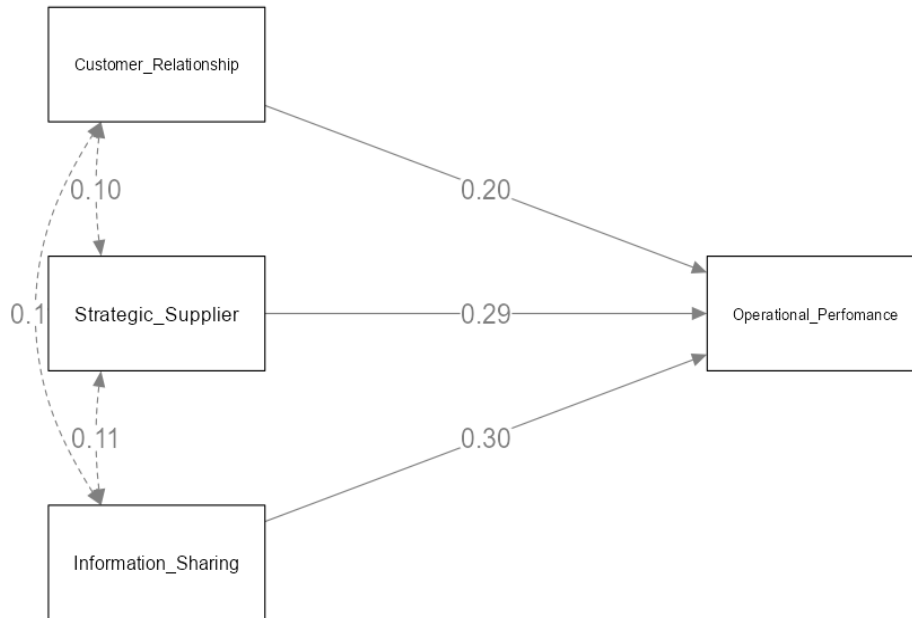 Customer_Relationship
0.10
0.20
Strategic_Supplier
0.1
0.29
Operational_Perfomance
0.11
0.30
Information_Sharing